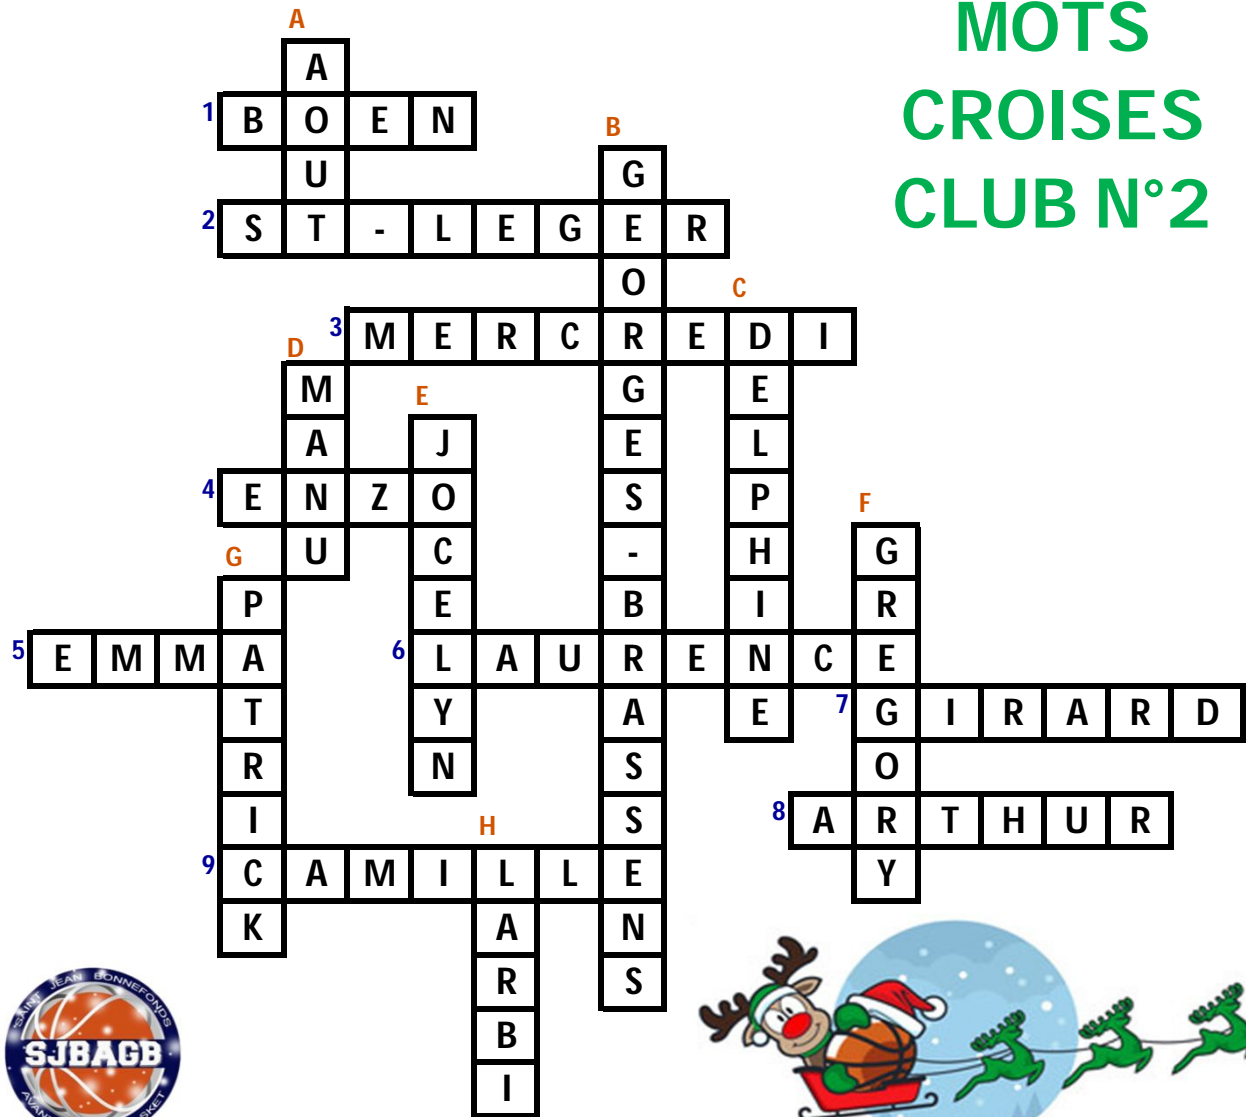 MOTS
CROISES
CLUB N°2
A
A
1 B O E N
B
U G
2 S T - L E G E R
O
C
3 M E R C R E D I
D
M G E
E
A J E L
4 E N Z O S P
F
U C - H G
G
P E B I R
5 E M M A 6 L A U R E N C E
T Y A E 7 G I R A R D
R N S O
I S 8 A R T H U R
H
9 C A M I L L E Y
K A N
R S
B
I
SAINT JEAN BONNEFONDS
SJBAGB